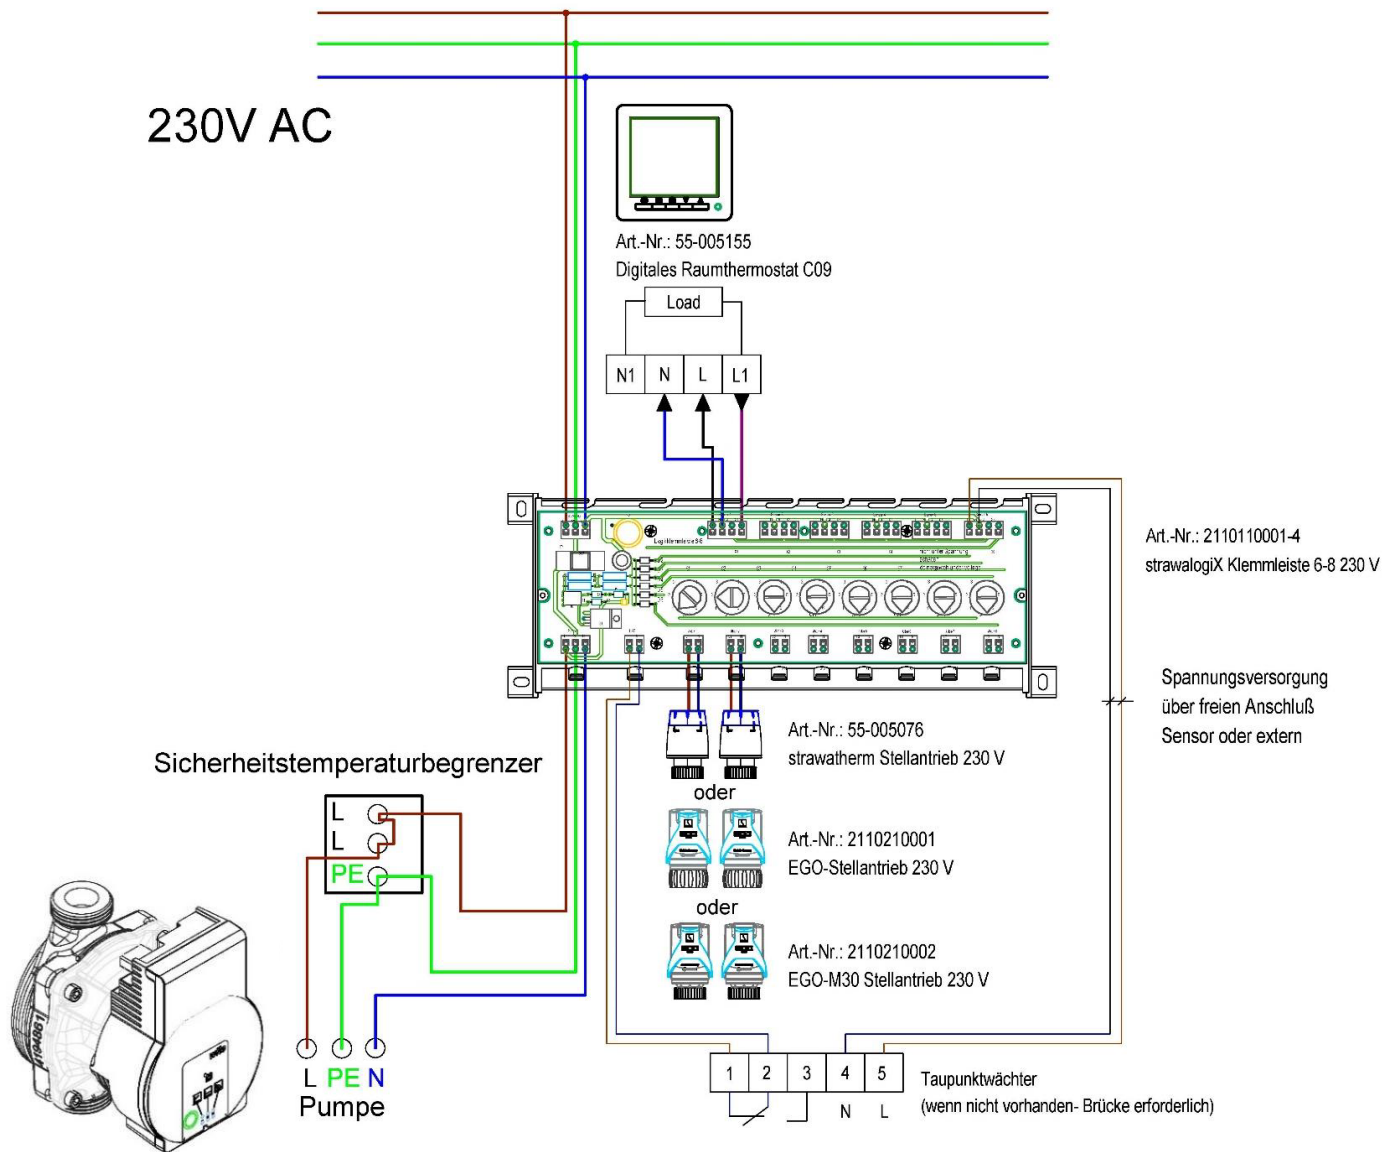 230V AC
Art.-Nr.: 55-005155
Digitales Raumthermostat C09
Load
N1 N L L1
Art.-Nr.: 2110110001-4
strawalogiX Klemmleiste 6-8 230 V
Spannungsversorgung
über freien Anschluß
Sensor oder extern
Art.-Nr.: 55-005076
strawatherm Stellantrieb 230 V
oder
Sicherheitstemperaturbegrenzer
L
L
PE
Art.-Nr.: 2110210001
EGO-Stellantrieb 230 V
oder
Art.-Nr.: 2110210002
EGO-M30 Stellantrieb 230 V
L PE N
Pumpe
1 2 3 4 5
N L
Taupunktwächter
(wenn nicht vorhanden- Brücke erforderlich)